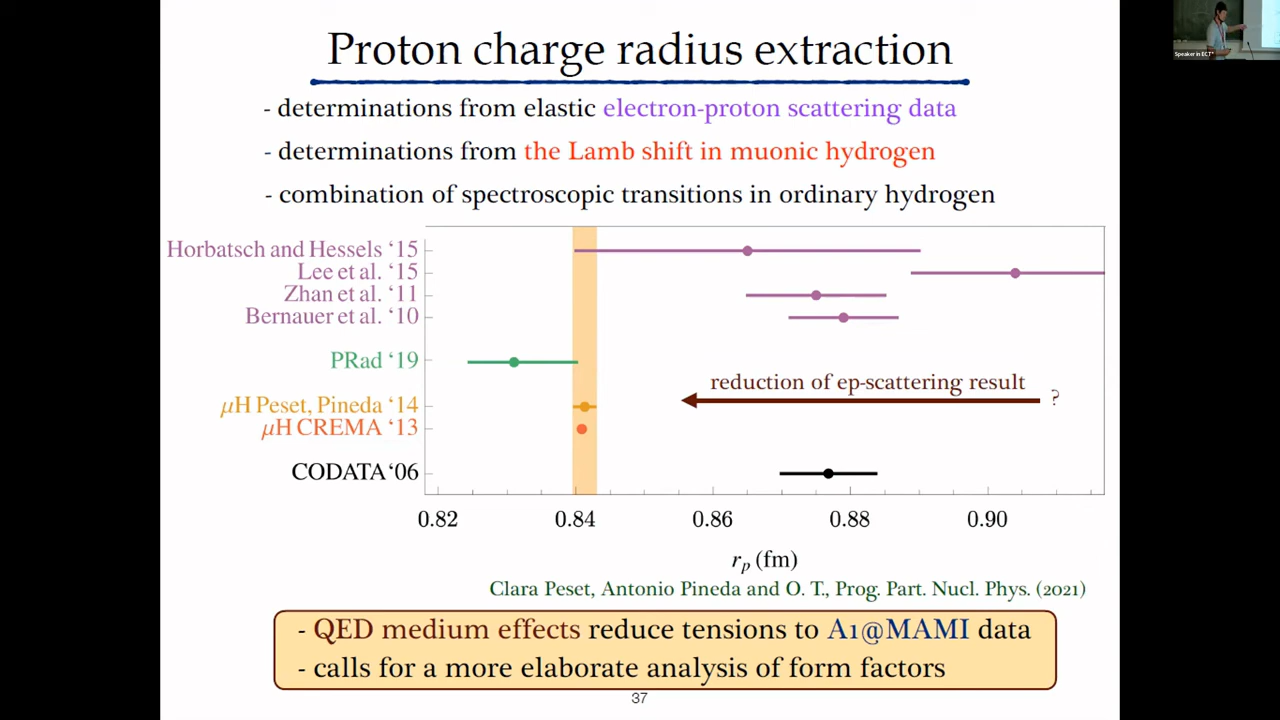 Proton charge radius extraction
- determinations from elastic electron-proton scattering data
- determinations from the Lamb shift in muonic hydrogen
- combination of spectroscopic transitions in ordinary hydrogen
Horbatsch and Hessels ‘15
Lee et al. ‘15
Zhan et al. ‘11
Bernauer et al. ‘10
PRad ‘19
reduction of ep-scattering result ?
μH Peset, Pineda ‘14
μH CREMA ‘13
CODATA ‘06
0.82 0.84 0.86 0.88 0.90
rp (fm)
Clara Peset, Antonio Pineda and O. T., Prog. Part. Nucl. Phys. (2021)
- QED medium effects reduce tensions to A1@MAMI data
- calls for a more elaborate analysis of form factors
37
Speaker in ECT*